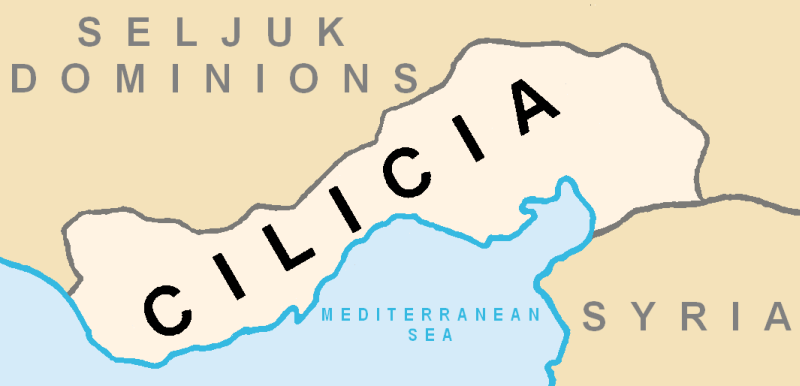 SELJUK
DOMINIONS
CILICIA
MEDITERRANEAN
SEA
SYRIA